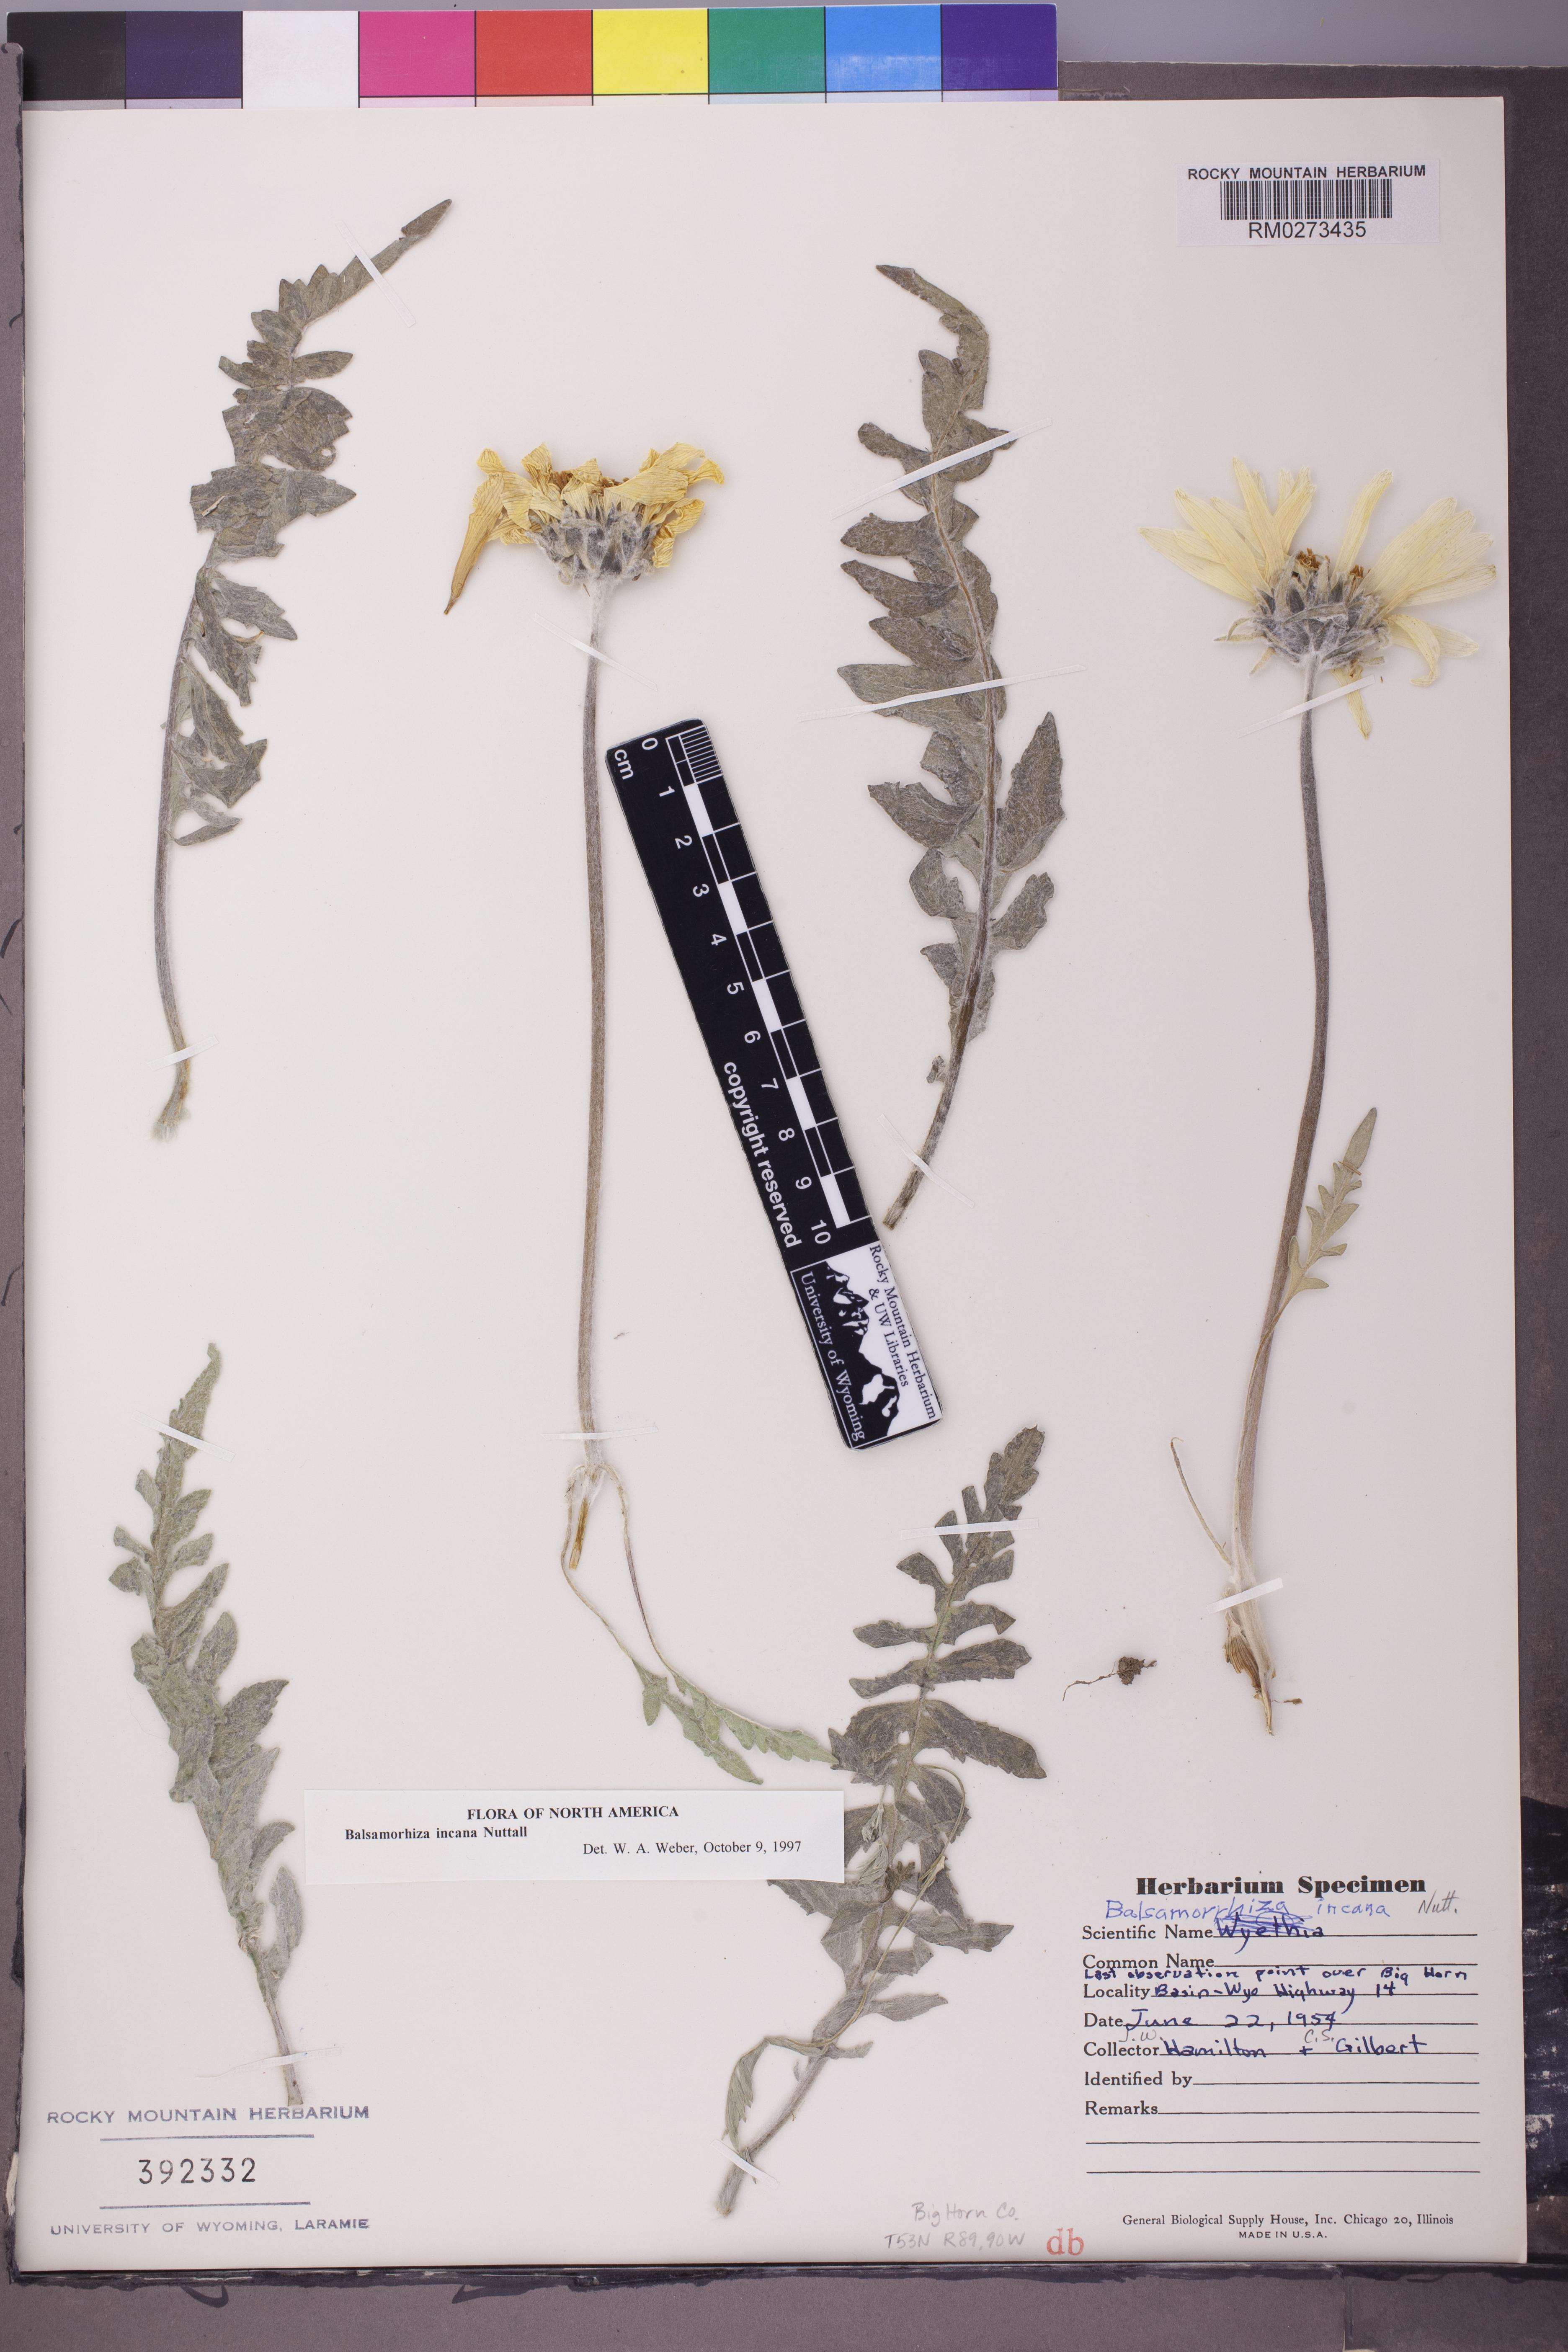 ROCKY MOUNTAIN HERBARIUM
RM0273435
cm
0
1
2
3
4
5
6
7
8
9
10
copyright reserved
Rocky Mountain Herbarium
& UW Libraries
University of Wyoming
FLORA OF NORTH AMERICA
Balsamorhiza incana Nuttall
Det. W. A. Weber, October 9, 1997
Herbarium Specimen
Balsamorrhiza incana Nutt.
Scientific Name Wyethia
Common Name
Last observation point over Big Horn
Locality Basin-Wyo Highway 14
Date June 22, 1954
J.W. C.S.
Collector Hamilton + Gilbert
Identified by
Remarks
General Biological Supply House, Inc. Chicago 20, Illinois
MADE IN U.S.A.
ROCKY MOUNTAIN HERBARIUM
392332
UNIVERSITY OF WYOMING, LARAMIE
Big Horn Co.
T53N R89,90W
db